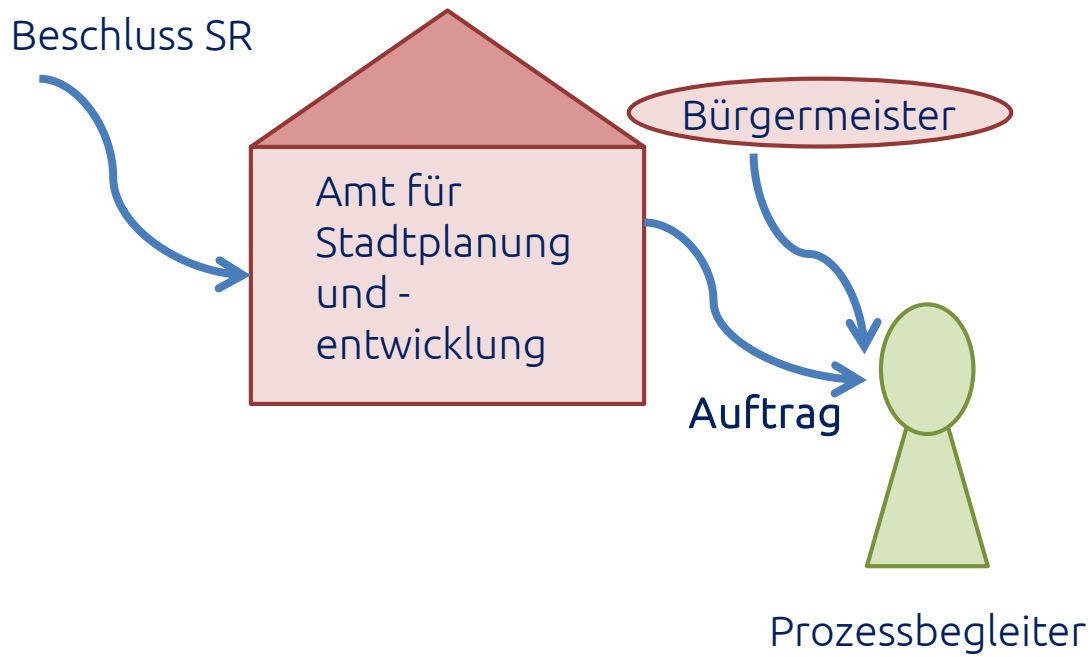 Beschluss SR
Bürgermeister
Amt für
Stadtplanung
und -
entwicklung
Auftrag
Prozessbegleiter